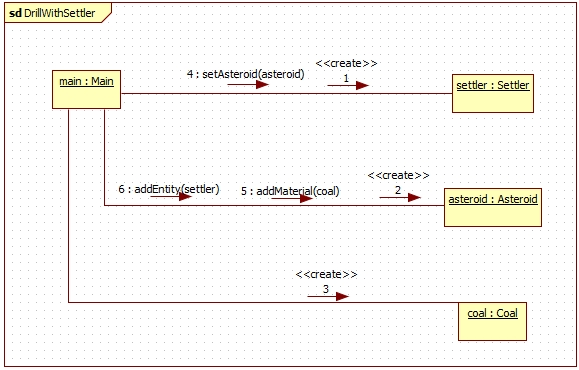 sd DrillWithSettler
<<create>>
4 : setAsteroid(asteroid)
1
main : Main
settler : Settler
<<create>>
6 : addEntity(settler)
5 : addMaterial(coal)
2
asteroid : Asteroid
<<create>>
3
coal : Coal